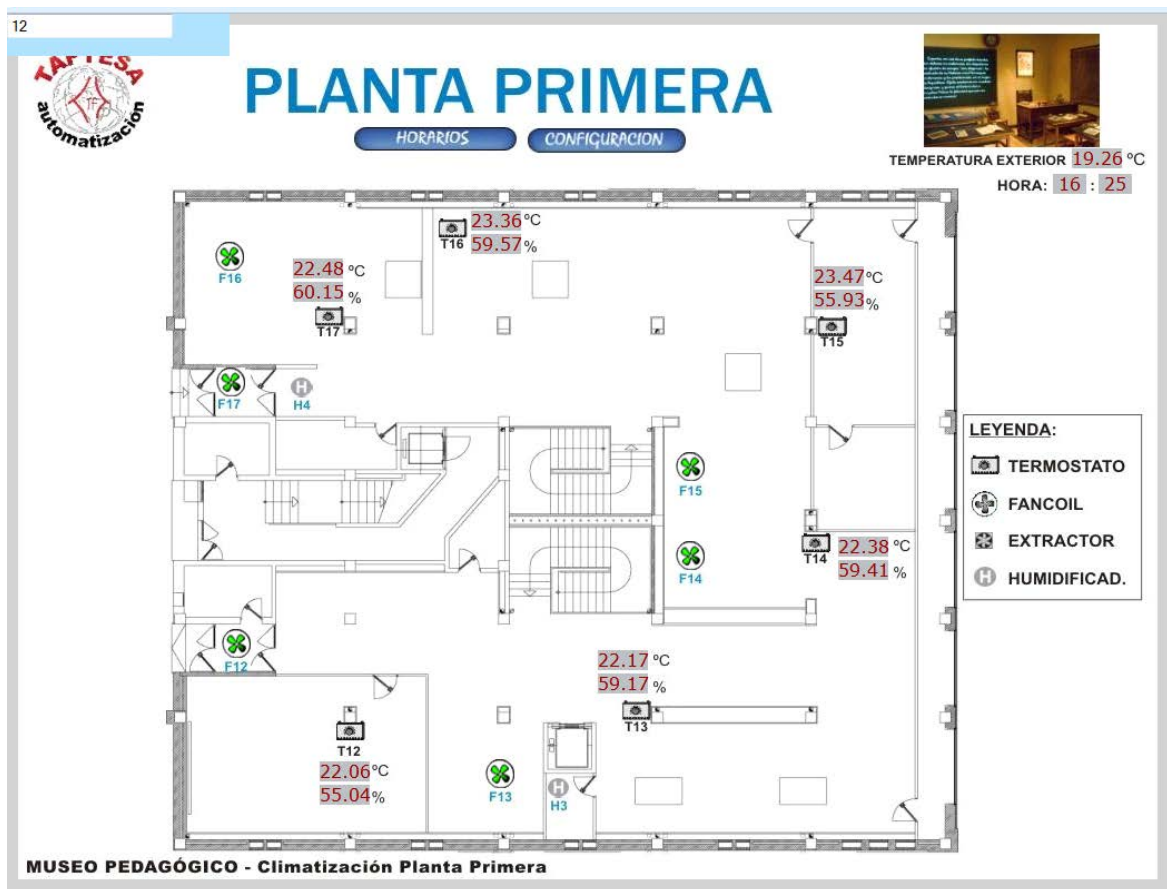 12
TAPTESA
automatización
PLANTA PRIMERA
HORARIOS
CONFIGURACION
TEMPERATURA EXTERIOR 19.26 ºC
HORA: 16 : 25
T16
23.36 ºC
59.57 %
F16
22.48 ºC
60.15 %
T17
23.47 ºC
55.93 %
T15
F17
H
H4
LEYENDA:
TERMOSTATO
FANCOIL
EXTRACTOR
H HUMIDIFICAD.
F15
F14
T14
22.38 ºC
59.41 %
F12
22.17 ºC
59.17 %
T13
T12
22.06 ºC
55.04 %
F13
H
H3
MUSEO PEDAGÓGICO - Climatización Planta Primera